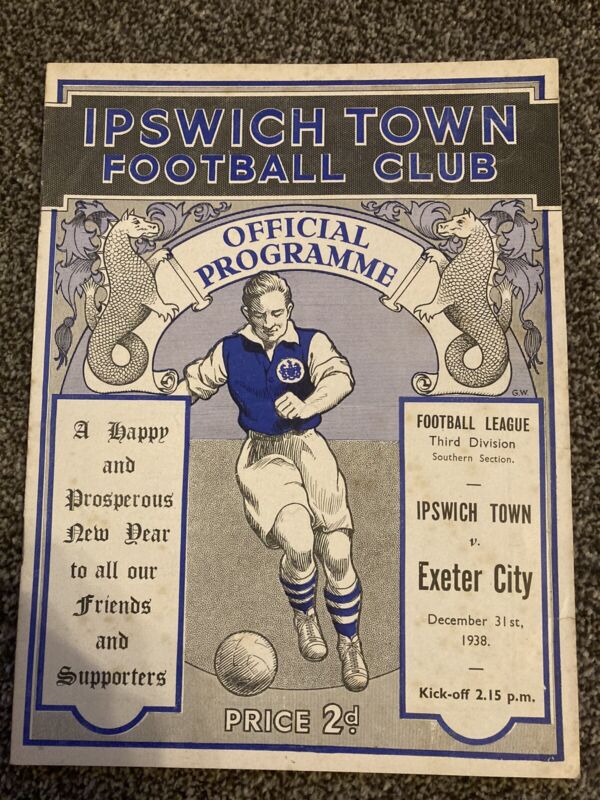 IPSWICH TOWN
FOOTBALL CLUB
OFFICIAL
PROGRAMME
G.W.
A Happy
and
Prosperous
New Year
to all our
Friends
and
Supporters
FOOTBALL LEAGUE
Third Division
Southern Section.
—
IPSWICH TOWN
v.
Exeter City
December 31st,
1938.
—
Kick-off 2.15 p.m.
PRICE 2d